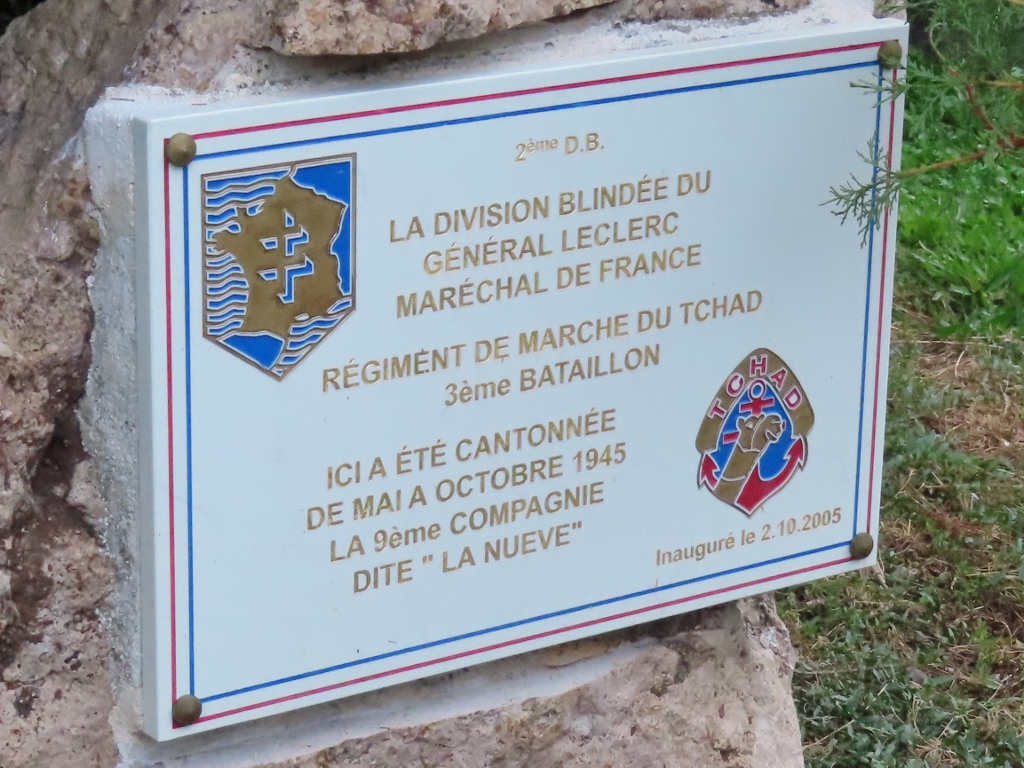 2ème D.B.
LA DIVISION BLINDÉE DU
GÉNÉRAL LECLERC
MARÉCHAL DE FRANCE
RÉGIMENT DE MARCHE DU TCHAD
3ème BATAILLON
TCHAD
ICI A ÉTÉ CANTONNÉE
DE MAI A OCTOBRE 1945
LA 9ème COMPAGNIE
DITE " LA NUEVE"
Inauguré le 2.10.2005